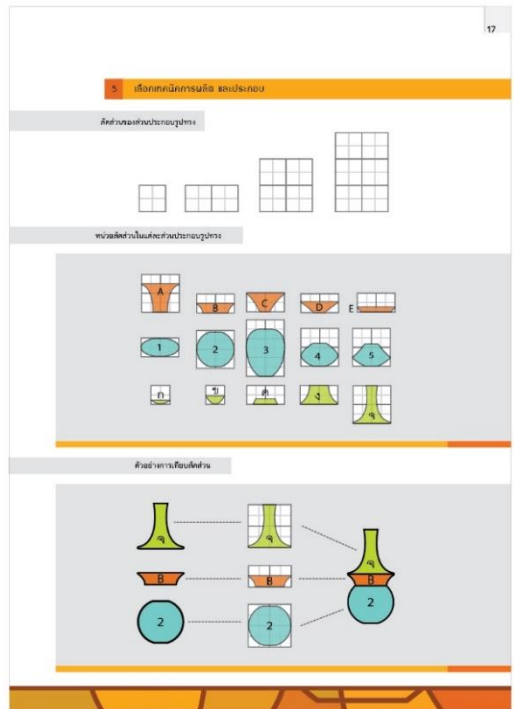 17
5 เลือกเทคนิคการผลิต และประกอบ
สัดส่วนของส่วนประกอบรูปทรง
หน่วยสัดส่วนในแต่ละส่วนประกอบรูปทรง
A B C D E
1 2 3 4 5
ก ข ค ง จ
ตัวอย่างการเทียบสัดส่วน
จ จ
จ
B B B
2
2 2